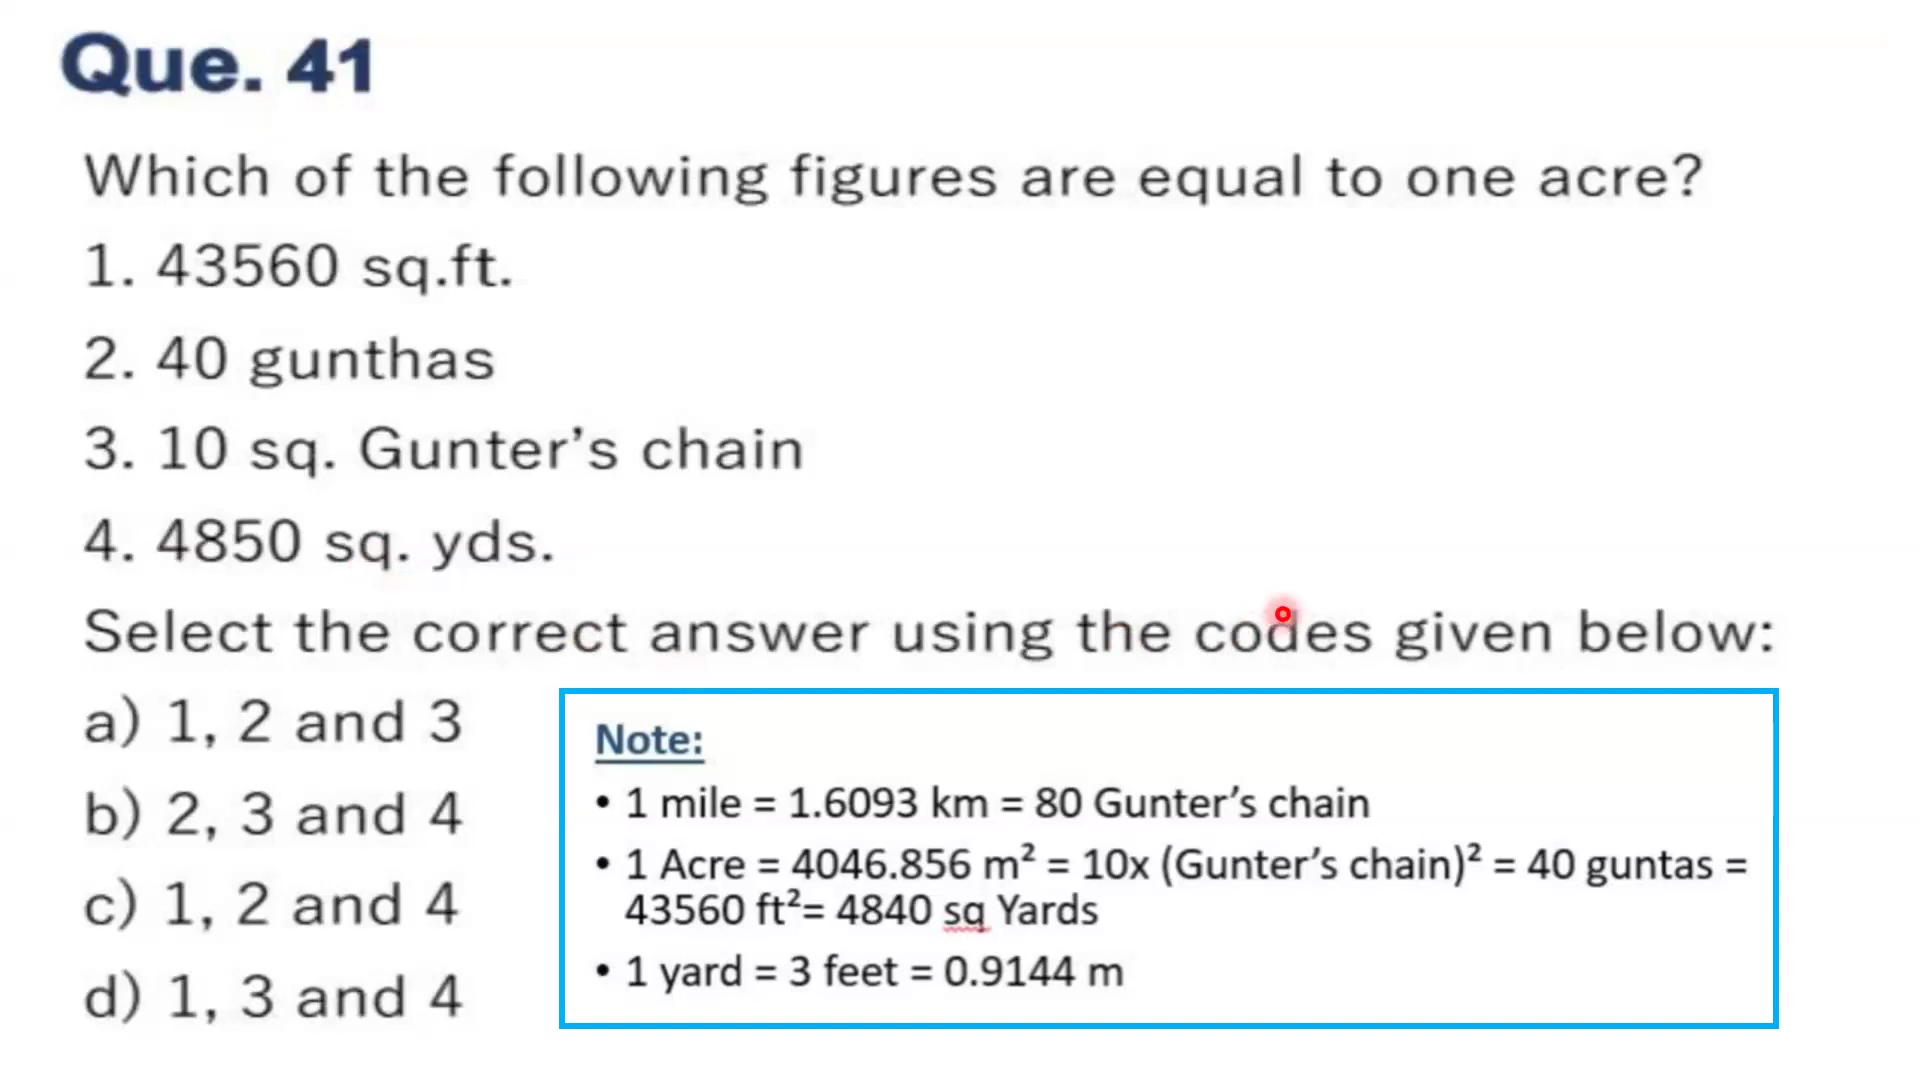 Que. 41
Which of the following figures are equal to one acre?
1. 43560 sq.ft.
2. 40 gunthas
3. 10 sq. Gunter’s chain
4. 4850 sq. yds.
Select the correct answer using the codes given below:
a) 1, 2 and 3
b) 2, 3 and 4
c) 1, 2 and 4
d) 1, 3 and 4
Note:
• 1 mile = 1.6093 km = 80 Gunter’s chain
• 1 Acre = 4046.856 m² = 10x (Gunter’s chain)² = 40 guntas =
43560 ft²= 4840 sq Yards
• 1 yard = 3 feet = 0.9144 m